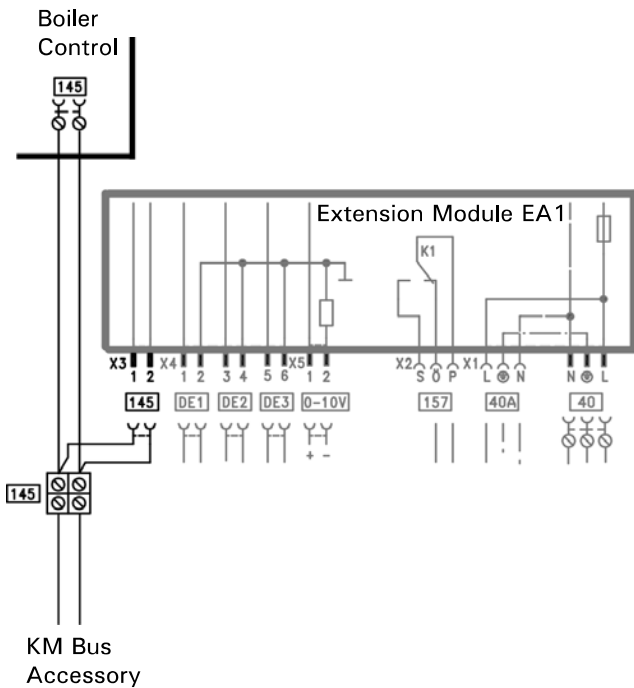 Boiler
Control
145
Extension Module EA1
K1
X3 X4 X5 X2 X1
1 2 1 2 3 4 5 6 1 2 S Ö P L N N L
145 DE1 DE2 DE3 0-10V 157 40A 40
+ -
145
KM Bus
Accessory